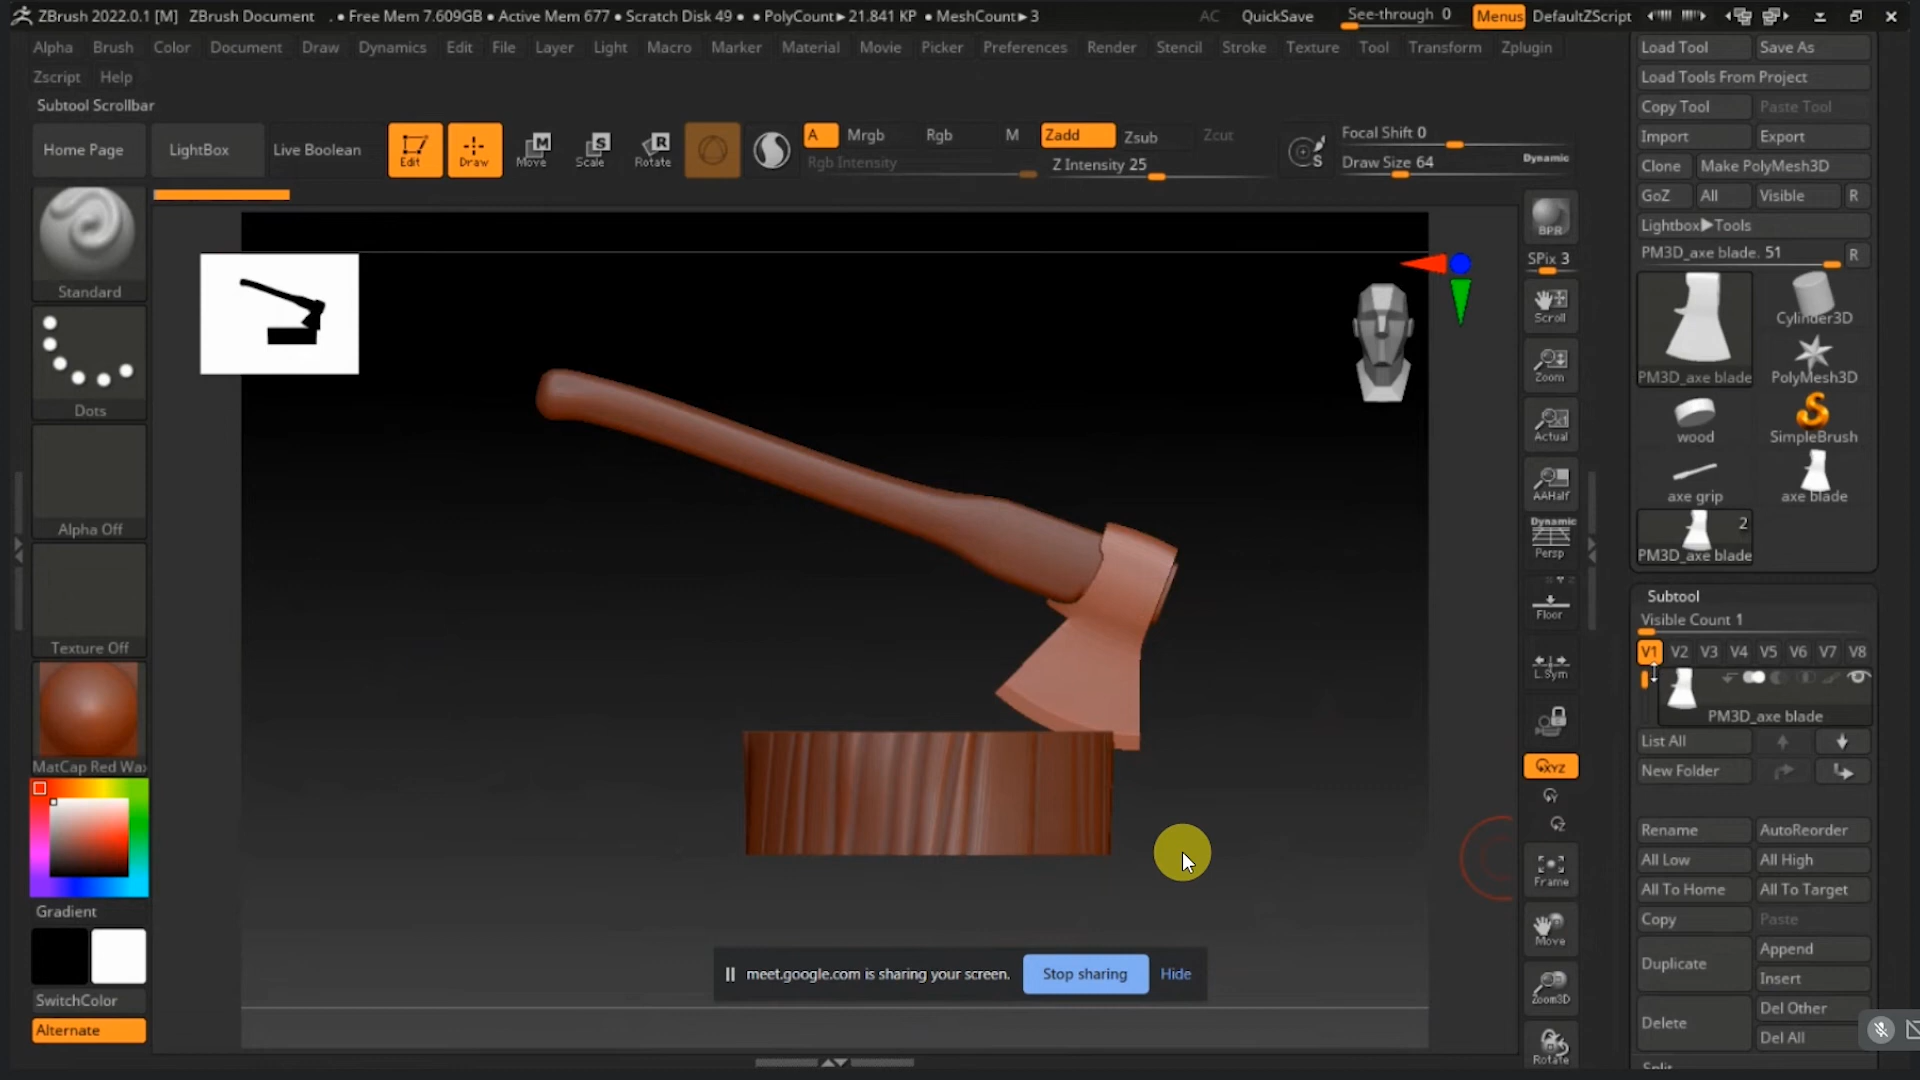 ZBrush 2022.0.1 [M] ZBrush Document . • Free Mem 7.609GB • Active Mem 677 • Scratch Disk 49 • • PolyCount▶ 21.841 KP • MeshCount▶ 3 AC QuickSave See-through 0 Menus DefaultZScript
Alpha Brush Color Document Draw Dynamics Edit File Layer Light Macro Marker Material Movie Picker Preferences Render Stencil Stroke Texture Tool Transform Zplugin
Zscript Help
Subtool Scrollbar
Home Page
LightBox
Live Boolean
Edit
Draw
Move
Scale
Rotate
A Mrgb Rgb M
Rgb Intensity
Zadd Zsub Zcut
Z Intensity 25
S
Focal Shift 0
Draw Size 64 Dynamic
Standard
Dots
Alpha Off
Texture Off
MatCap Red Wax
Gradient
SwitchColor
Alternate
meet.google.com is sharing your screen. Stop sharing Hide
BPR
SPix 3
Scroll
Zoom
Actual
AAHalf
Dynamic
Persp
Floor
L.Sym
XYZ
Y
Z
Frame
Move
Zoom3D
Rotate
Load Tool Save As
Load Tools From Project
Copy Tool Paste Tool
Import Export
Clone Make PolyMesh3D
GoZ All Visible R
Lightbox▶Tools
PM3D_axe blade. 51 R
PM3D_axe blade
Cylinder3D
PolyMesh3D
wood
SimpleBrush
axe grip
axe blade
2
PM3D_axe blade
Subtool
Visible Count 1
V1 V2 V3 V4 V5 V6 V7 V8
PM3D_axe blade
List All
New Folder
Rename AutoReorder
All Low All High
All To Home All To Target
Copy Paste
Duplicate
Append
Insert
Delete
Del Other
Del All
Split